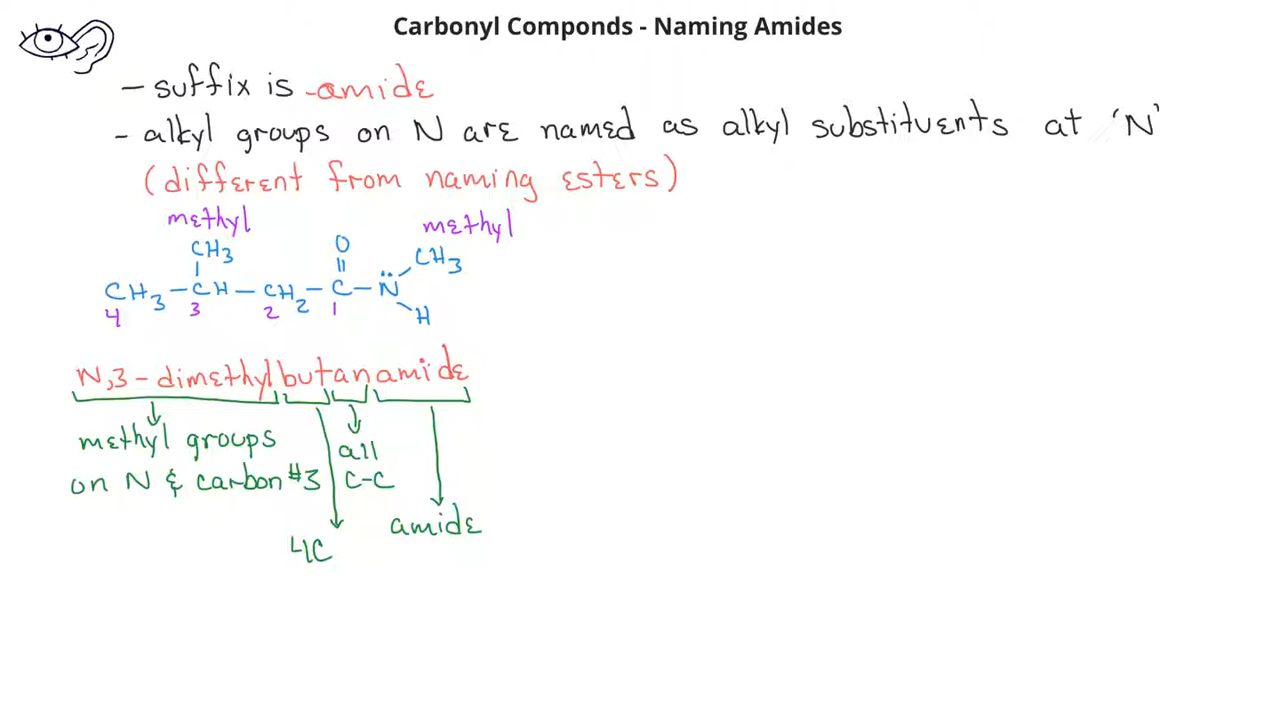 Carbonyl Componds - Naming Amides
- suffix is -amide
- alkyl groups on N are named as alkyl substituents at 'N'
(different from naming esters)
methyl methyl
CH3 O CH3
CH3 - CH - CH2 - C - N
4 3 2 1 H
N,3-dimethylbutanamide
methyl groups all
on N & carbon #3 C-C
4C amide